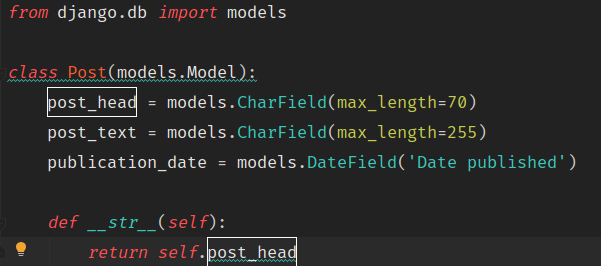 from django.db import models
class Post(models.Model):
post_head = models.CharField(max_length=70)
post_text = models.CharField(max_length=255)
publication_date = models.DateField('Date published')
def __str__(self):
return self.post_head